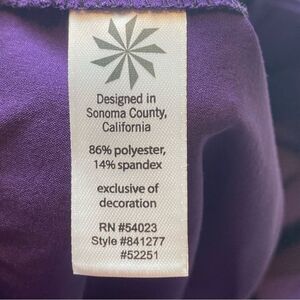 Designed in
Sonoma County,
California
86% polyester,
14% spandex
exclusive of
decoration
RN #54023
Style #841277
#52251